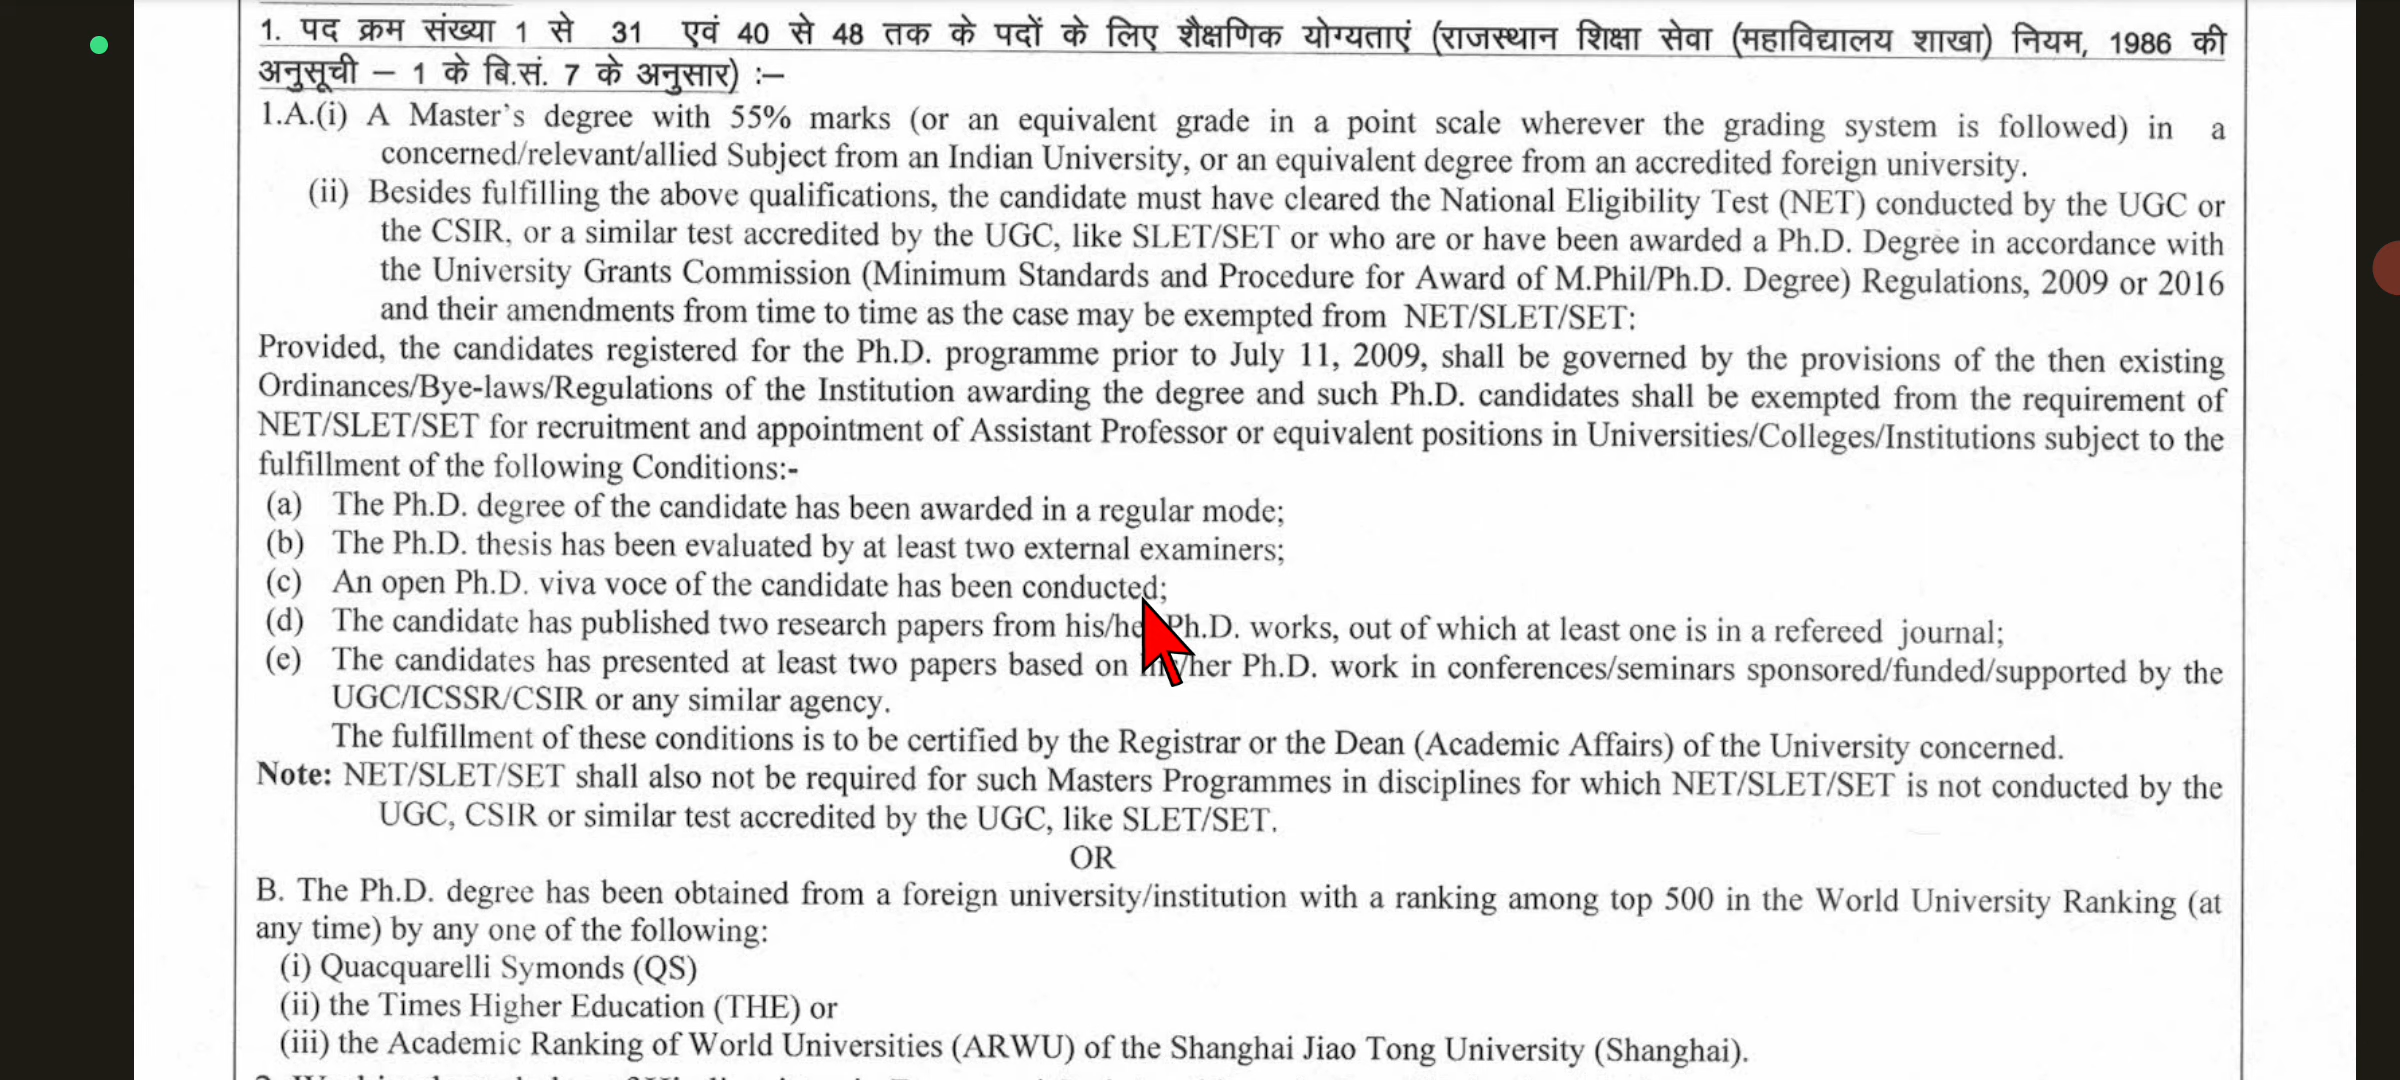 1. पद क्रम संख्या 1 से 31 एवं 40 से 48 तक के पदों के लिए शैक्षणिक योग्यताएं (राजस्थान शिक्षा सेवा (महाविद्यालय शाखा) नियम, 1986 की
अनुसूची – 1 के बि.सं. 7 के अनुसार) :–
1.A.(i) A Master's degree with 55% marks (or an equivalent grade in a point scale wherever the grading system is followed) in a
concerned/relevant/allied Subject from an Indian University, or an equivalent degree from an accredited foreign university.
(ii) Besides fulfilling the above qualifications, the candidate must have cleared the National Eligibility Test (NET) conducted by the UGC or
the CSIR, or a similar test accredited by the UGC, like SLET/SET or who are or have been awarded a Ph.D. Degree in accordance with
the University Grants Commission (Minimum Standards and Procedure for Award of M.Phil/Ph.D. Degree) Regulations, 2009 or 2016
and their amendments from time to time as the case may be exempted from NET/SLET/SET:
Provided, the candidates registered for the Ph.D. programme prior to July 11, 2009, shall be governed by the provisions of the then existing
Ordinances/Bye-laws/Regulations of the Institution awarding the degree and such Ph.D. candidates shall be exempted from the requirement of
NET/SLET/SET for recruitment and appointment of Assistant Professor or equivalent positions in Universities/Colleges/Institutions subject to the
fulfillment of the following Conditions:-
(a) The Ph.D. degree of the candidate has been awarded in a regular mode;
(b) The Ph.D. thesis has been evaluated by at least two external examiners;
(c) An open Ph.D. viva voce of the candidate has been conducted;
(d) The candidate has published two research papers from his/he Ph.D. works, out of which at least one is in a refereed journal;
(e) The candidates has presented at least two papers based on /her Ph.D. work in conferences/seminars sponsored/funded/supported by the
UGC/ICSSR/CSIR or any similar agency.
The fulfillment of these conditions is to be certified by the Registrar or the Dean (Academic Affairs) of the University concerned.
Note: NET/SLET/SET shall also not be required for such Masters Programmes in disciplines for which NET/SLET/SET is not conducted by the
UGC, CSIR or similar test accredited by the UGC, like SLET/SET.
OR
B. The Ph.D. degree has been obtained from a foreign university/institution with a ranking among top 500 in the World University Ranking (at
any time) by any one of the following:
(i) Quacquarelli Symonds (QS)
(ii) the Times Higher Education (THE) or
(iii) the Academic Ranking of World Universities (ARWU) of the Shanghai Jiao Tong University (Shanghai).